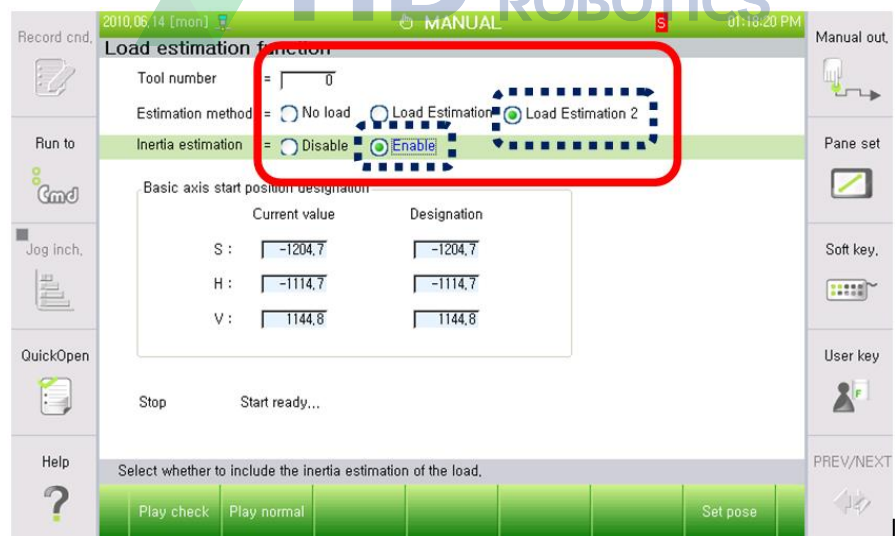 HD ROBOTICS
2010,06,14 [mon] MANUAL S 01:18:20 PM
Record cnd,
Manual out,
Load estimation function
Tool number = 0
Estimation method = No load Load Estimation Load Estimation 2
Run to
Inertia estimation = Disable Enable
Pane set
Cmd
Basic axis start position designation
Current value Designation
Jog inch,
S : -1204,7 -1204,7
Soft key,
H : -1114,7 -1114,7
V : 1144,8 1144,8
QuickOpen
User key
F
Stop Start ready...
Help
Select whether to include the inertia estimation of the load,
PREV/NEXT
?
Play check Play normal Set pose